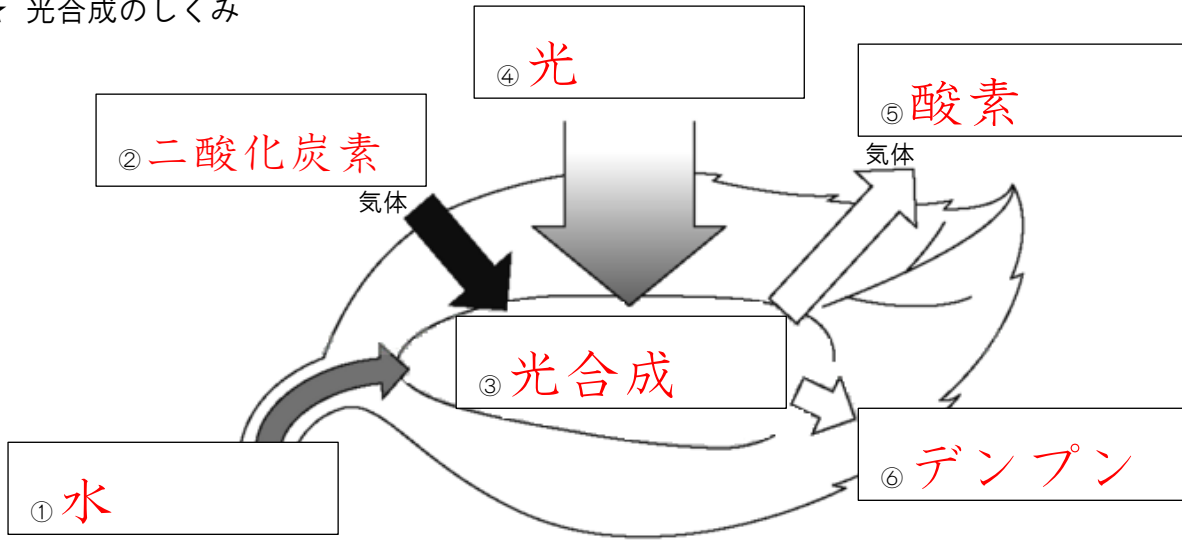 光合成のしくみ
④光
⑤酸素
②二酸化炭素
気体
気体
③光合成
①水
⑥デンプン